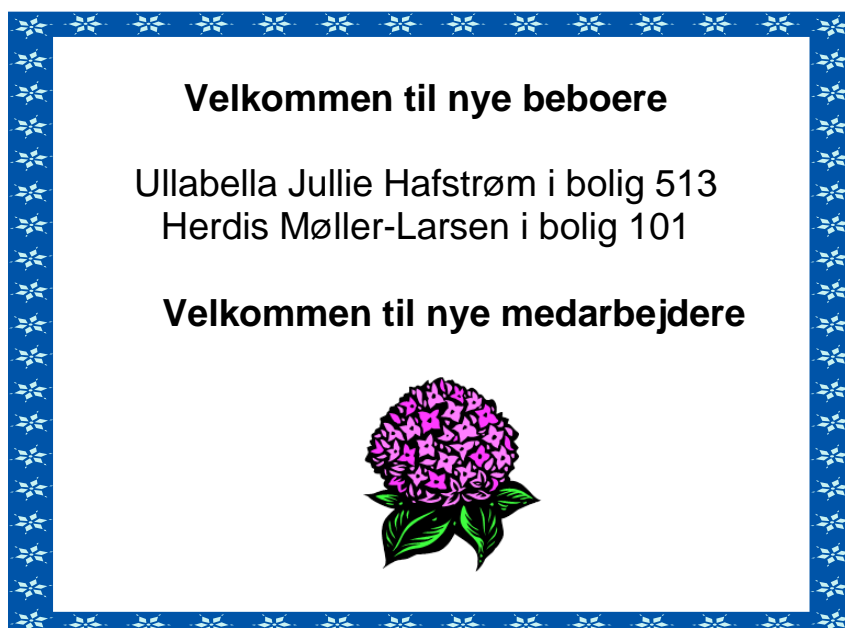 Velkommen til nye beboere
Ullabella Jullie Hafstrøm i bolig 513
Herdis Møller-Larsen i bolig 101
Velkommen til nye medarbejdere